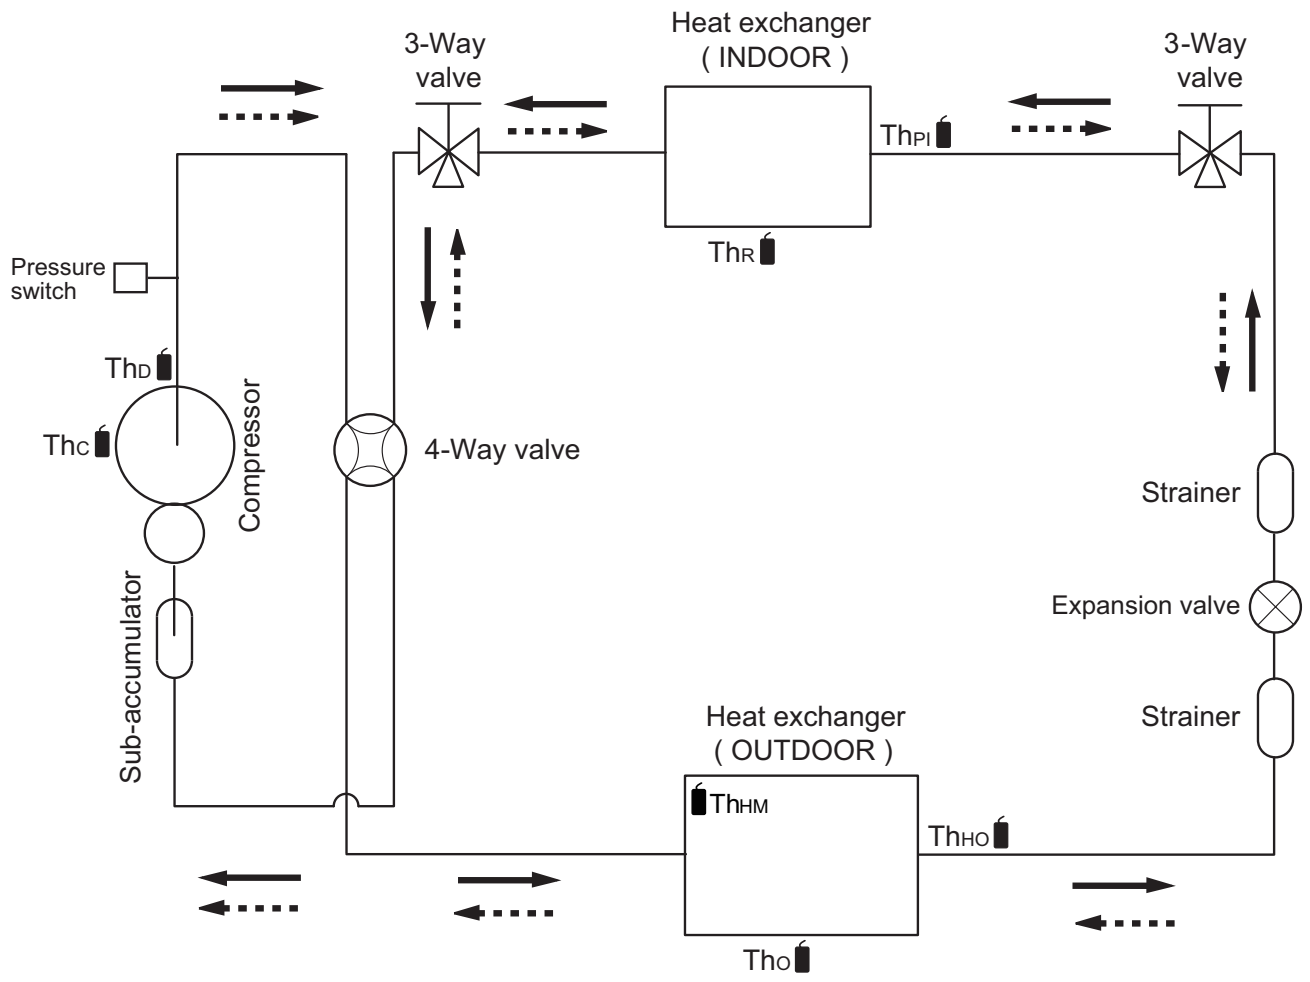 Heat exchanger
( INDOOR )
3-Way
valve
3-Way
valve
ThPI
ThR
Pressure
switch
ThD
ThC
Compressor
4-Way valve
Strainer
Expansion valve
Sub-accumulator
Strainer
Heat exchanger
( OUTDOOR )
ThHM
ThHO
ThO